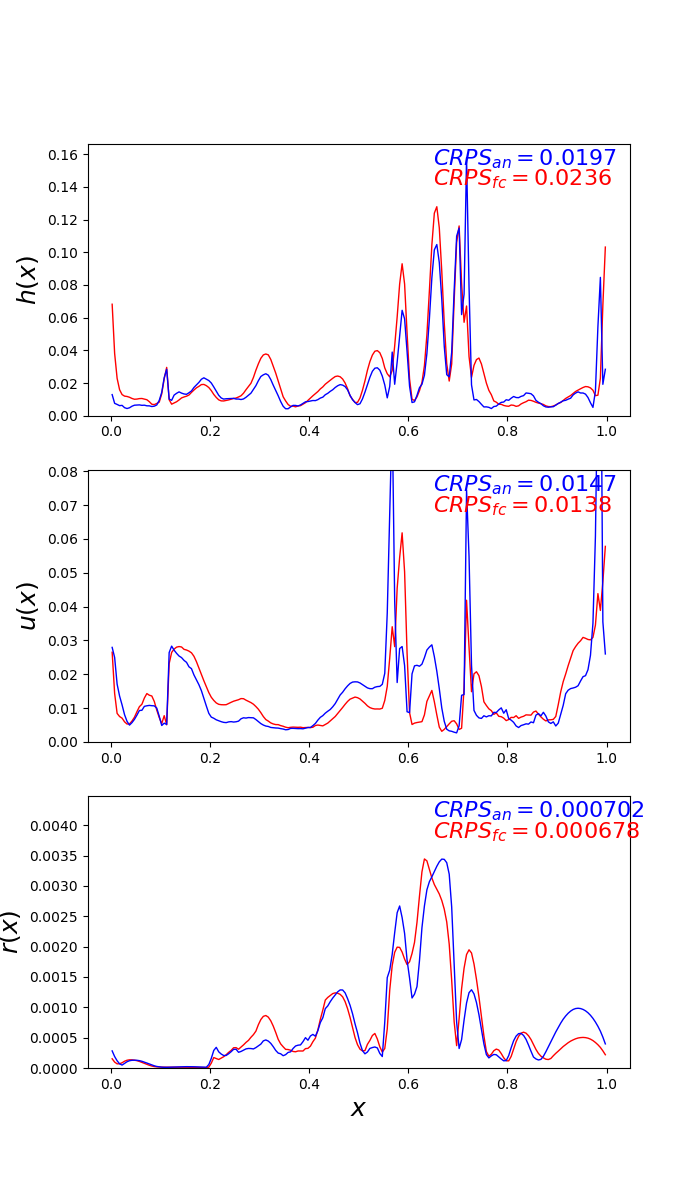 CRPS_an = 0.0197
CRPS_fc = 0.0236
h(x)
0.16
0.14
0.12
0.10
0.08
0.06
0.04
0.02
0.00
0.0 0.2 0.4 0.6 0.8 1.0
CRPS_an = 0.0147
CRPS_fc = 0.0138
u(x)
0.08
0.07
0.06
0.05
0.04
0.03
0.02
0.01
0.00
0.0 0.2 0.4 0.6 0.8 1.0
CRPS_an = 0.000702
CRPS_fc = 0.000678
r(x)
0.0040
0.0035
0.0030
0.0025
0.0020
0.0015
0.0010
0.0005
0.0000
0.0 0.2 0.4 0.6 0.8 1.0
x